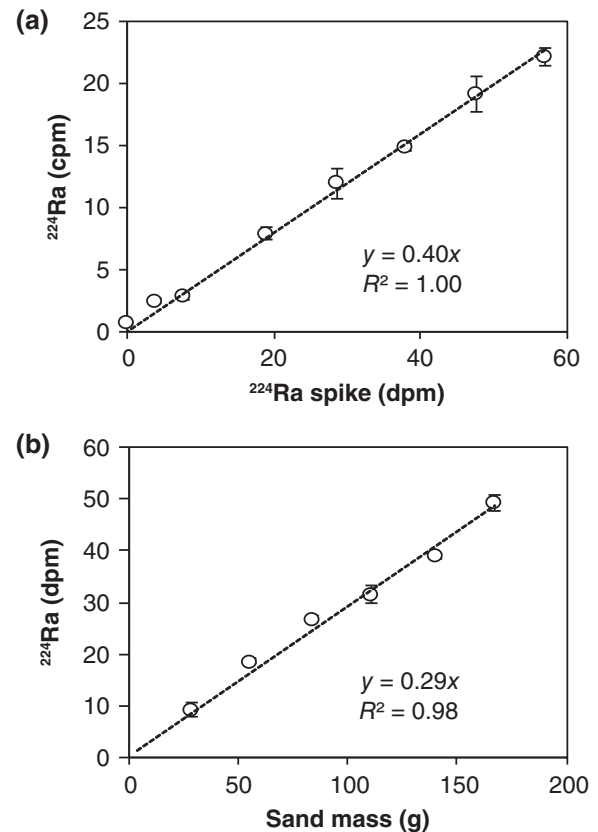 (a)
25
20
15
10
5
0
²²⁴Ra (cpm)
y = 0.40x
R² = 1.00
0 20 40 60
²²⁴Ra spike (dpm)
(b)
60
50
40
30
20
10
0
²²⁴Ra (dpm)
y = 0.29x
R² = 0.98
0 50 100 150 200
Sand mass (g)